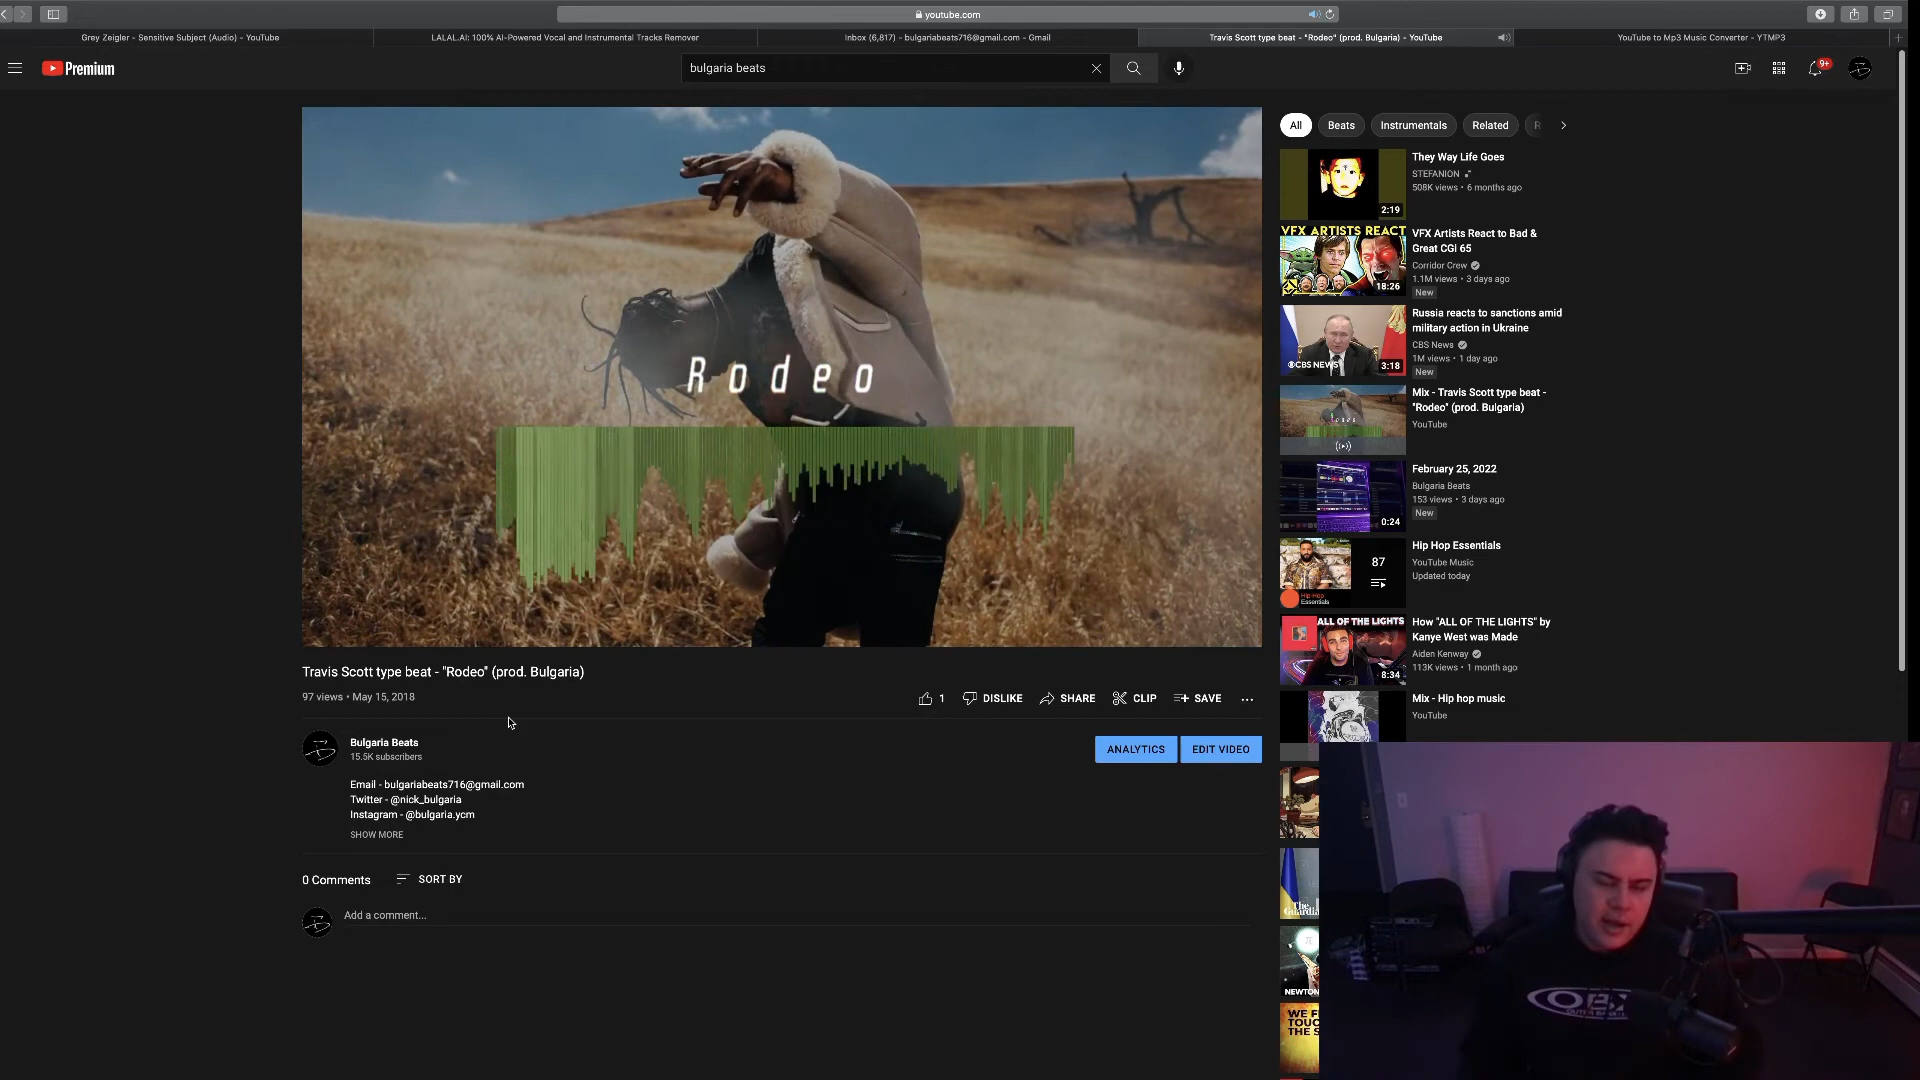 youtube.com
Grey Zeigler - Sensitive Subject (Audio) - YouTube
LALAL.AI: 100% AI-Powered Vocal and Instrumental Tracks Remover
Inbox (6,817) - bulgariabeats716@gmail.com - Gmail
Travis Scott type beat - "Rodeo" (prod. Bulgaria) - YouTube
YouTube to Mp3 Music Converter - YTMP3
Premium
bulgaria beats
9+
Rodeo
Travis Scott type beat - "Rodeo" (prod. Bulgaria)
97 views • May 15, 2018
1
DISLIKE
SHARE
CLIP
SAVE
Bulgaria Beats
15.5K subscribers
ANALYTICS
EDIT VIDEO
Email - bulgariabeats716@gmail.com
Twitter - @nick_bulgaria
Instagram - @bulgaria.ycm
SHOW MORE
0 Comments
SORT BY
Add a comment...
All
Beats
Instrumentals
Related
They Way Life Goes
STEFANION
508K views • 6 months ago
2:19
VFX ARTISTS REACT
18:26
VFX Artists React to Bad &
Great CGi 65
Corridor Crew
1.1M views • 3 days ago
New
CBS NEWS
3:18
Russia reacts to sanctions amid
military action in Ukraine
CBS News
1M views • 1 day ago
New
Rodeo
Mix - Travis Scott type beat -
"Rodeo" (prod. Bulgaria)
YouTube
0:24
February 25, 2022
Bulgaria Beats
153 views • 3 days ago
New
Hip Hop
Essentials
87
Hip Hop Essentials
YouTube Music
Updated today
ALL OF THE LIGHTS
8:34
How "ALL OF THE LIGHTS" by
Kanye West was Made
Aiden Kenway
113K views • 1 month ago
Mix - Hip hop music
YouTube
The
NEWTON
THE S